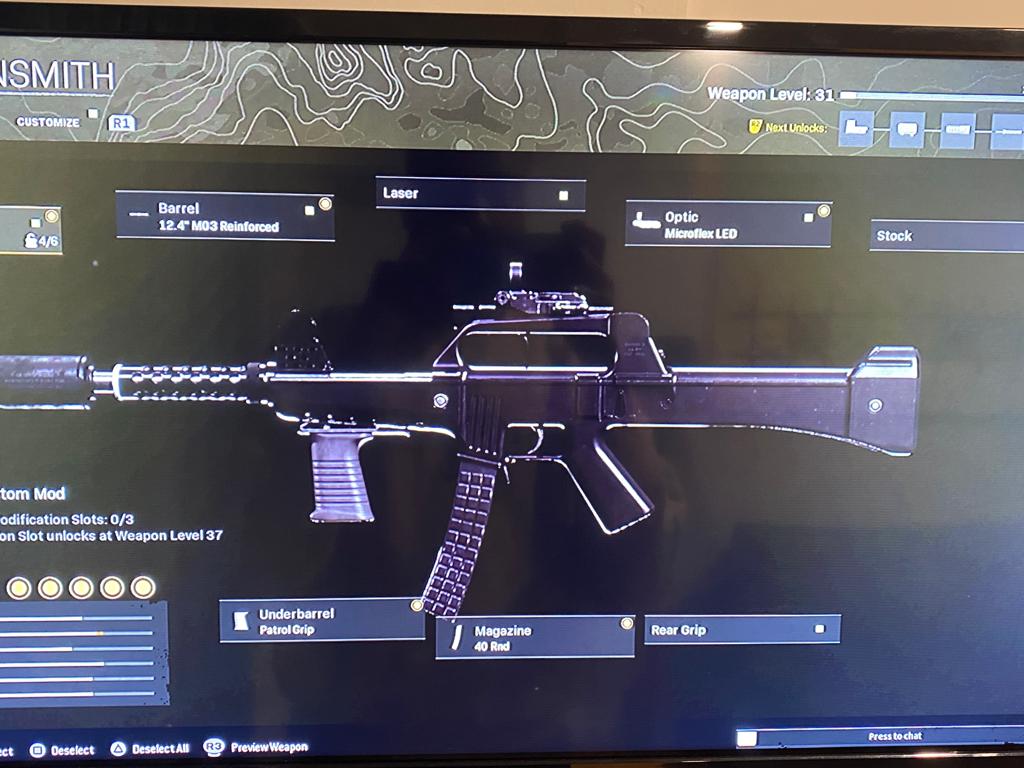 NSMITH
Weapon Level: 31
CUSTOMIZE R1
Next Unlocks:
Laser
Barrel
12.4" M03 Reinforced
Optic
Microflex LED
4/6
Stock
tom Mod
odification Slots: 0/3
on Slot unlocks at Weapon Level 37
Underbarrel
Patrol Grip
Magazine
40 Rnd
Rear Grip
ect Deselect Deselect All R3 Preview Weapon
Press to chat